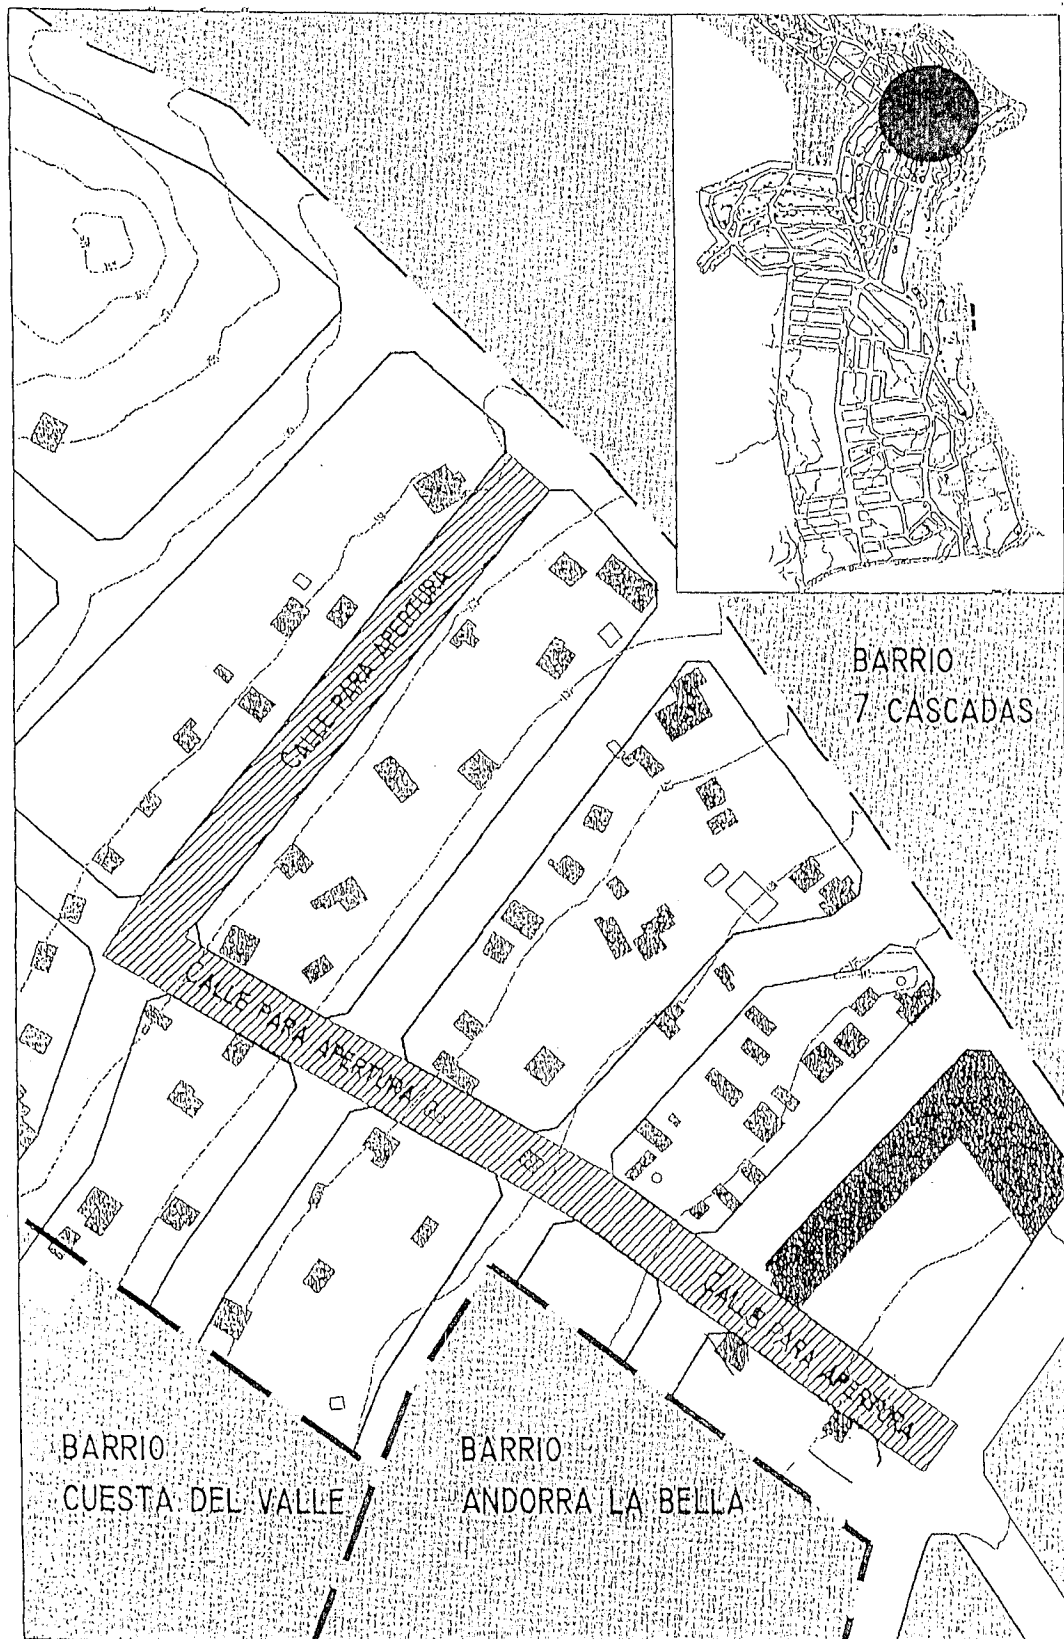 BARRIO
7 CASCADAS
CALLE PARA APERTURA
CALLE PARA APERTURA
CALLE PARA APERTURA
BARRIO
CUESTA DEL VALLE
BARRIO
ANDORRA LA BELLA